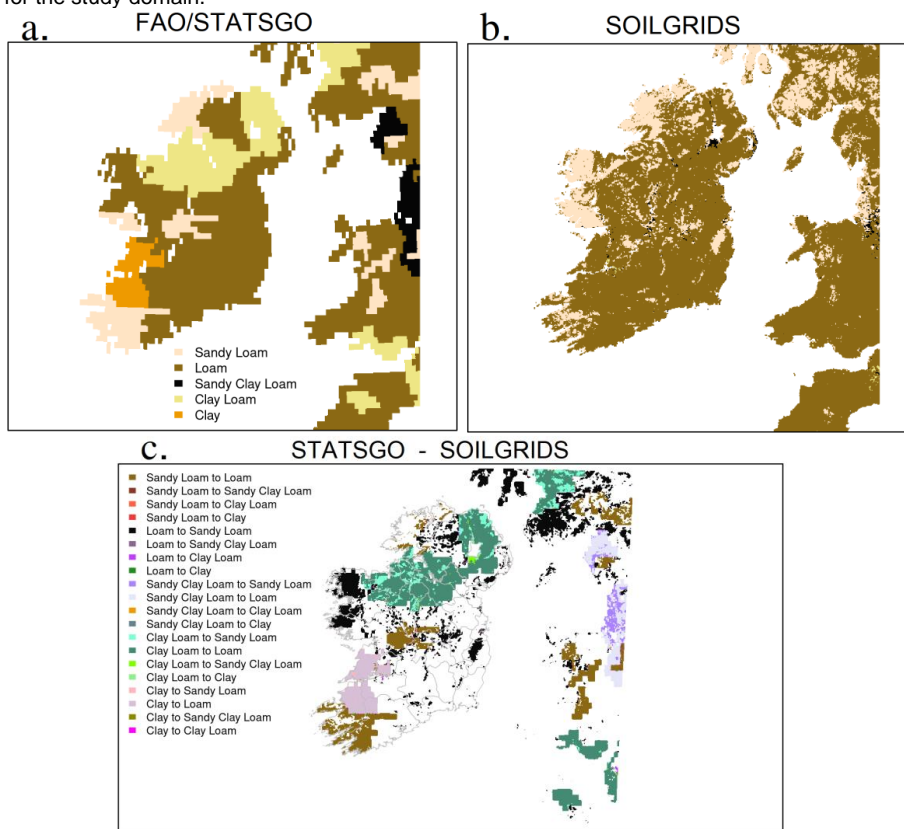 for the study domain.
a.
FAO/STATSGO
b.
SOILGRIDS
Sandy Loam
Loam
Sandy Clay Loam
Clay Loam
Clay
c.
STATSGO - SOILGRIDS
Sandy Loam to Loam
Sandy Loam to Sandy Clay Loam
Sandy Loam to Clay Loam
Sandy Loam to Clay
Loam to Sandy Loam
Loam to Sandy Clay Loam
Loam to Clay Loam
Loam to Clay
Sandy Clay Loam to Sandy Loam
Sandy Clay Loam to Loam
Sandy Clay Loam to Clay Loam
Sandy Clay Loam to Clay
Clay Loam to Sandy Loam
Clay Loam to Loam
Clay Loam to Sandy Clay Loam
Clay Loam to Clay
Clay to Sandy Loam
Clay to Loam
Clay to Sandy Clay Loam
Clay to Clay Loam